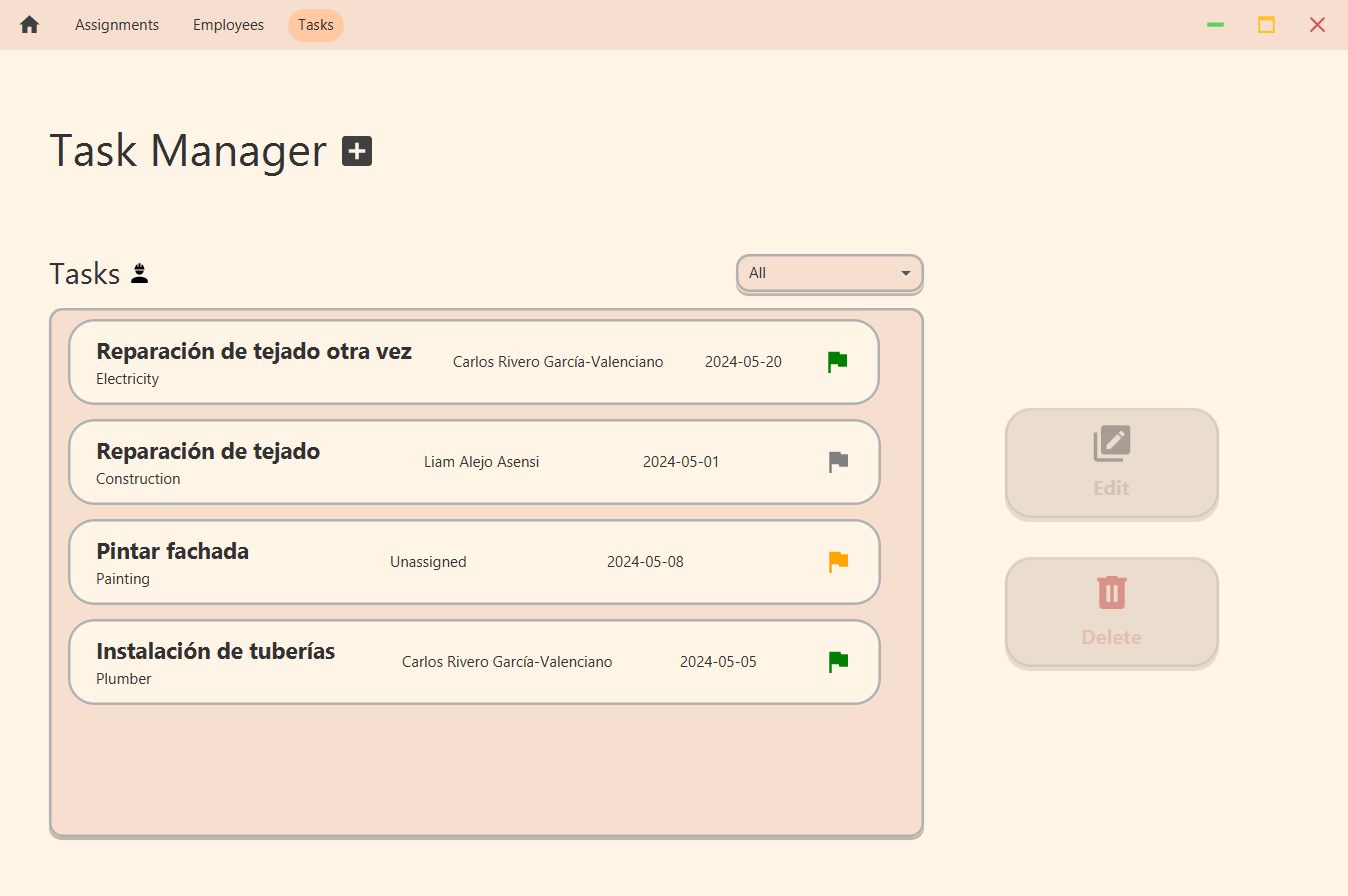 Assignments Employees Tasks
Task Manager
Tasks
All
Reparación de tejado otra vez
Electricity
Carlos Rivero García-Valenciano
2024-05-20
Reparación de tejado
Construction
Liam Alejo Asensi
2024-05-01
Pintar fachada
Painting
Unassigned
2024-05-08
Instalación de tuberías
Plumber
Carlos Rivero García-Valenciano
2024-05-05
Edit
Delete